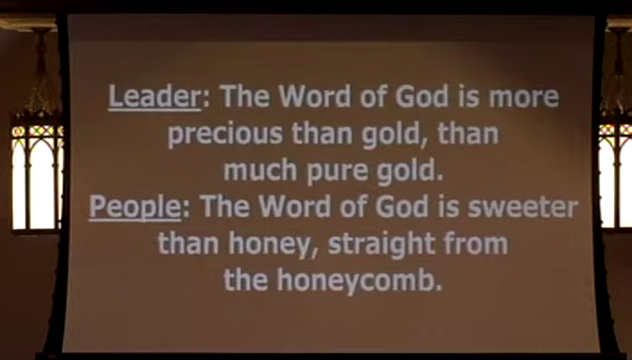 Leader: The Word of God is more
precious than gold, than
much pure gold.
People: The Word of God is sweeter
than honey, straight from
the honeycomb.